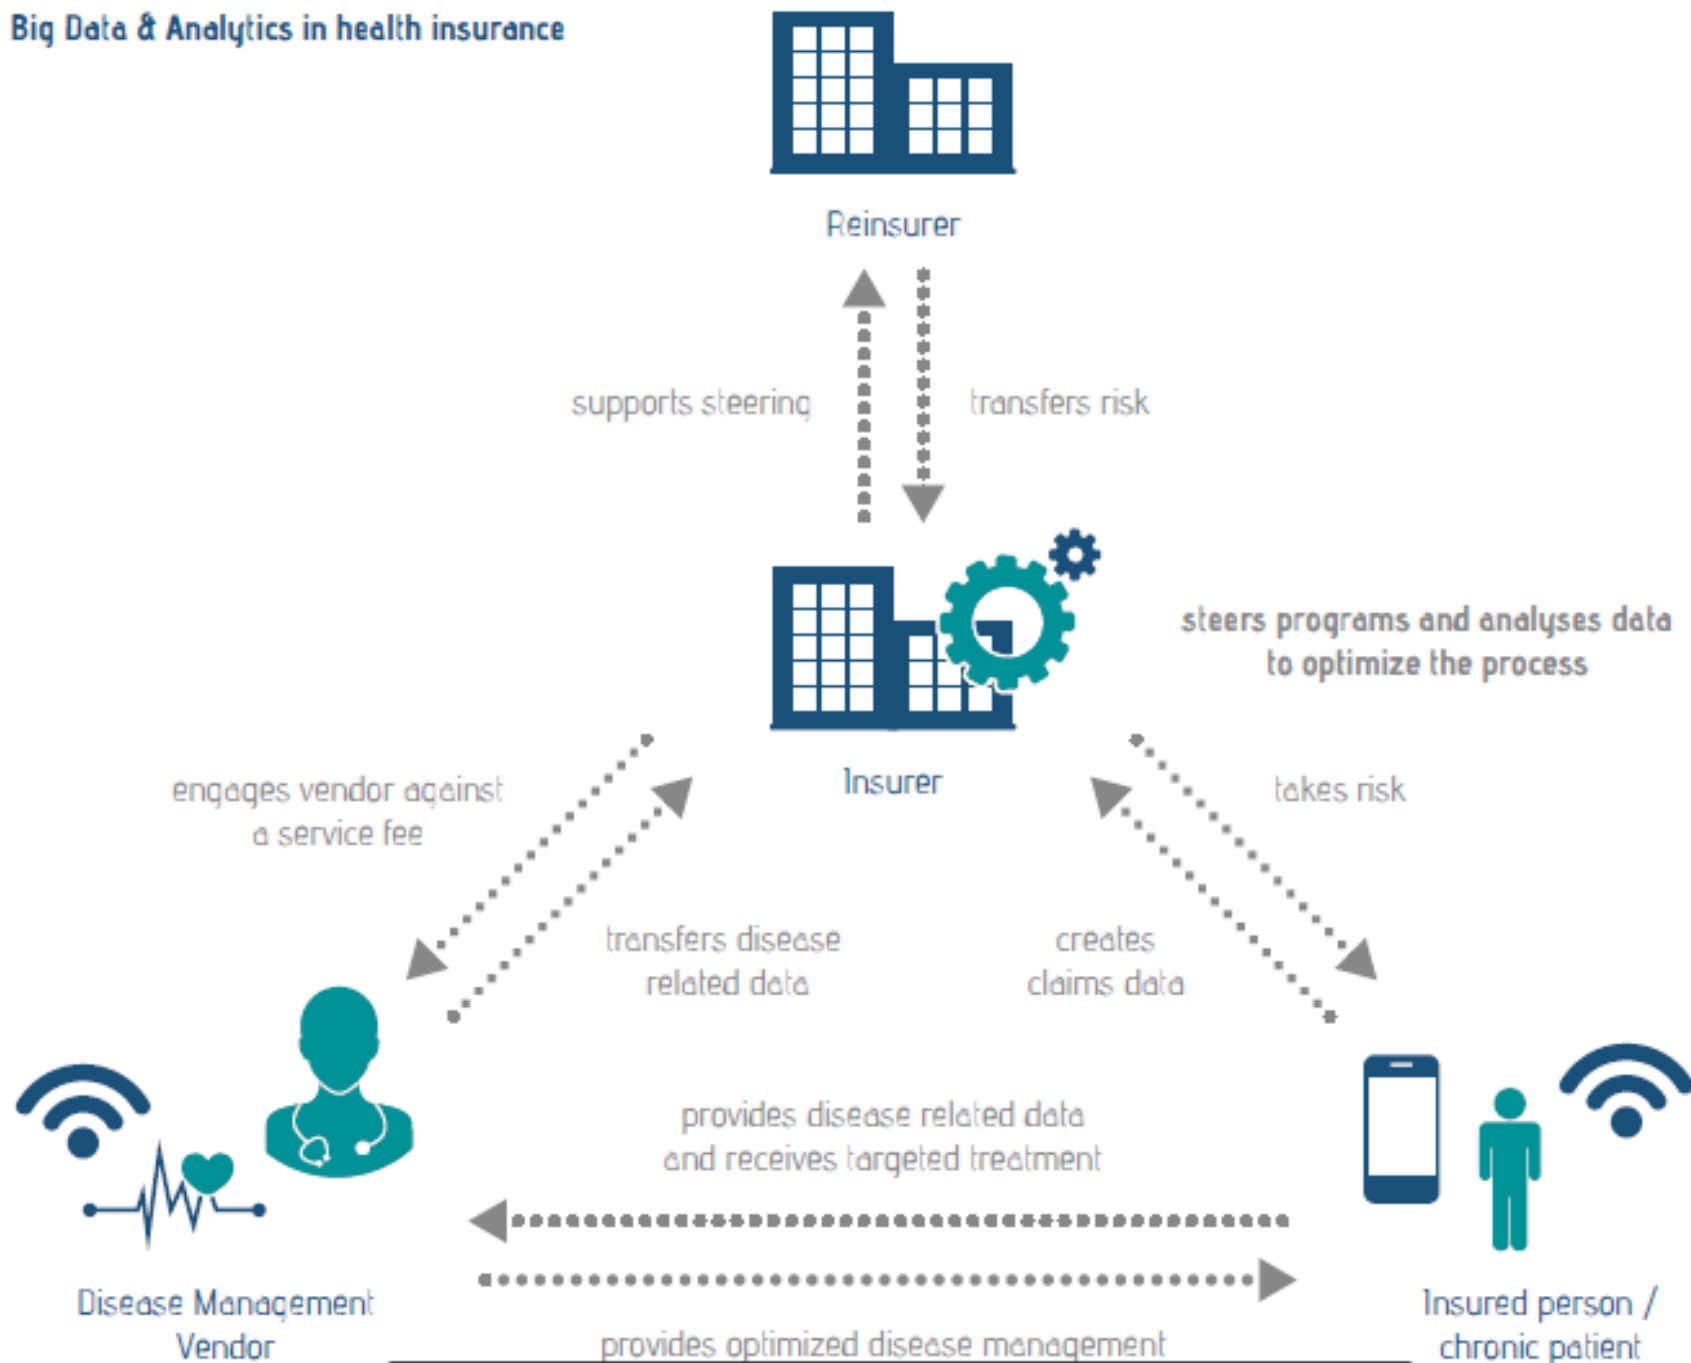 Big Data & Analytics in health insurance
Reinsurer
supports steering
transfers risk
steers programs and analyses data
to optimize the process
Insurer
engages vendor against
a service fee
takes risk
transfers disease
related data
creates
claims data
provides disease related data
and receives targeted treatment
Disease Management
Vendor
provides optimized disease management
Insured person /
chronic patient